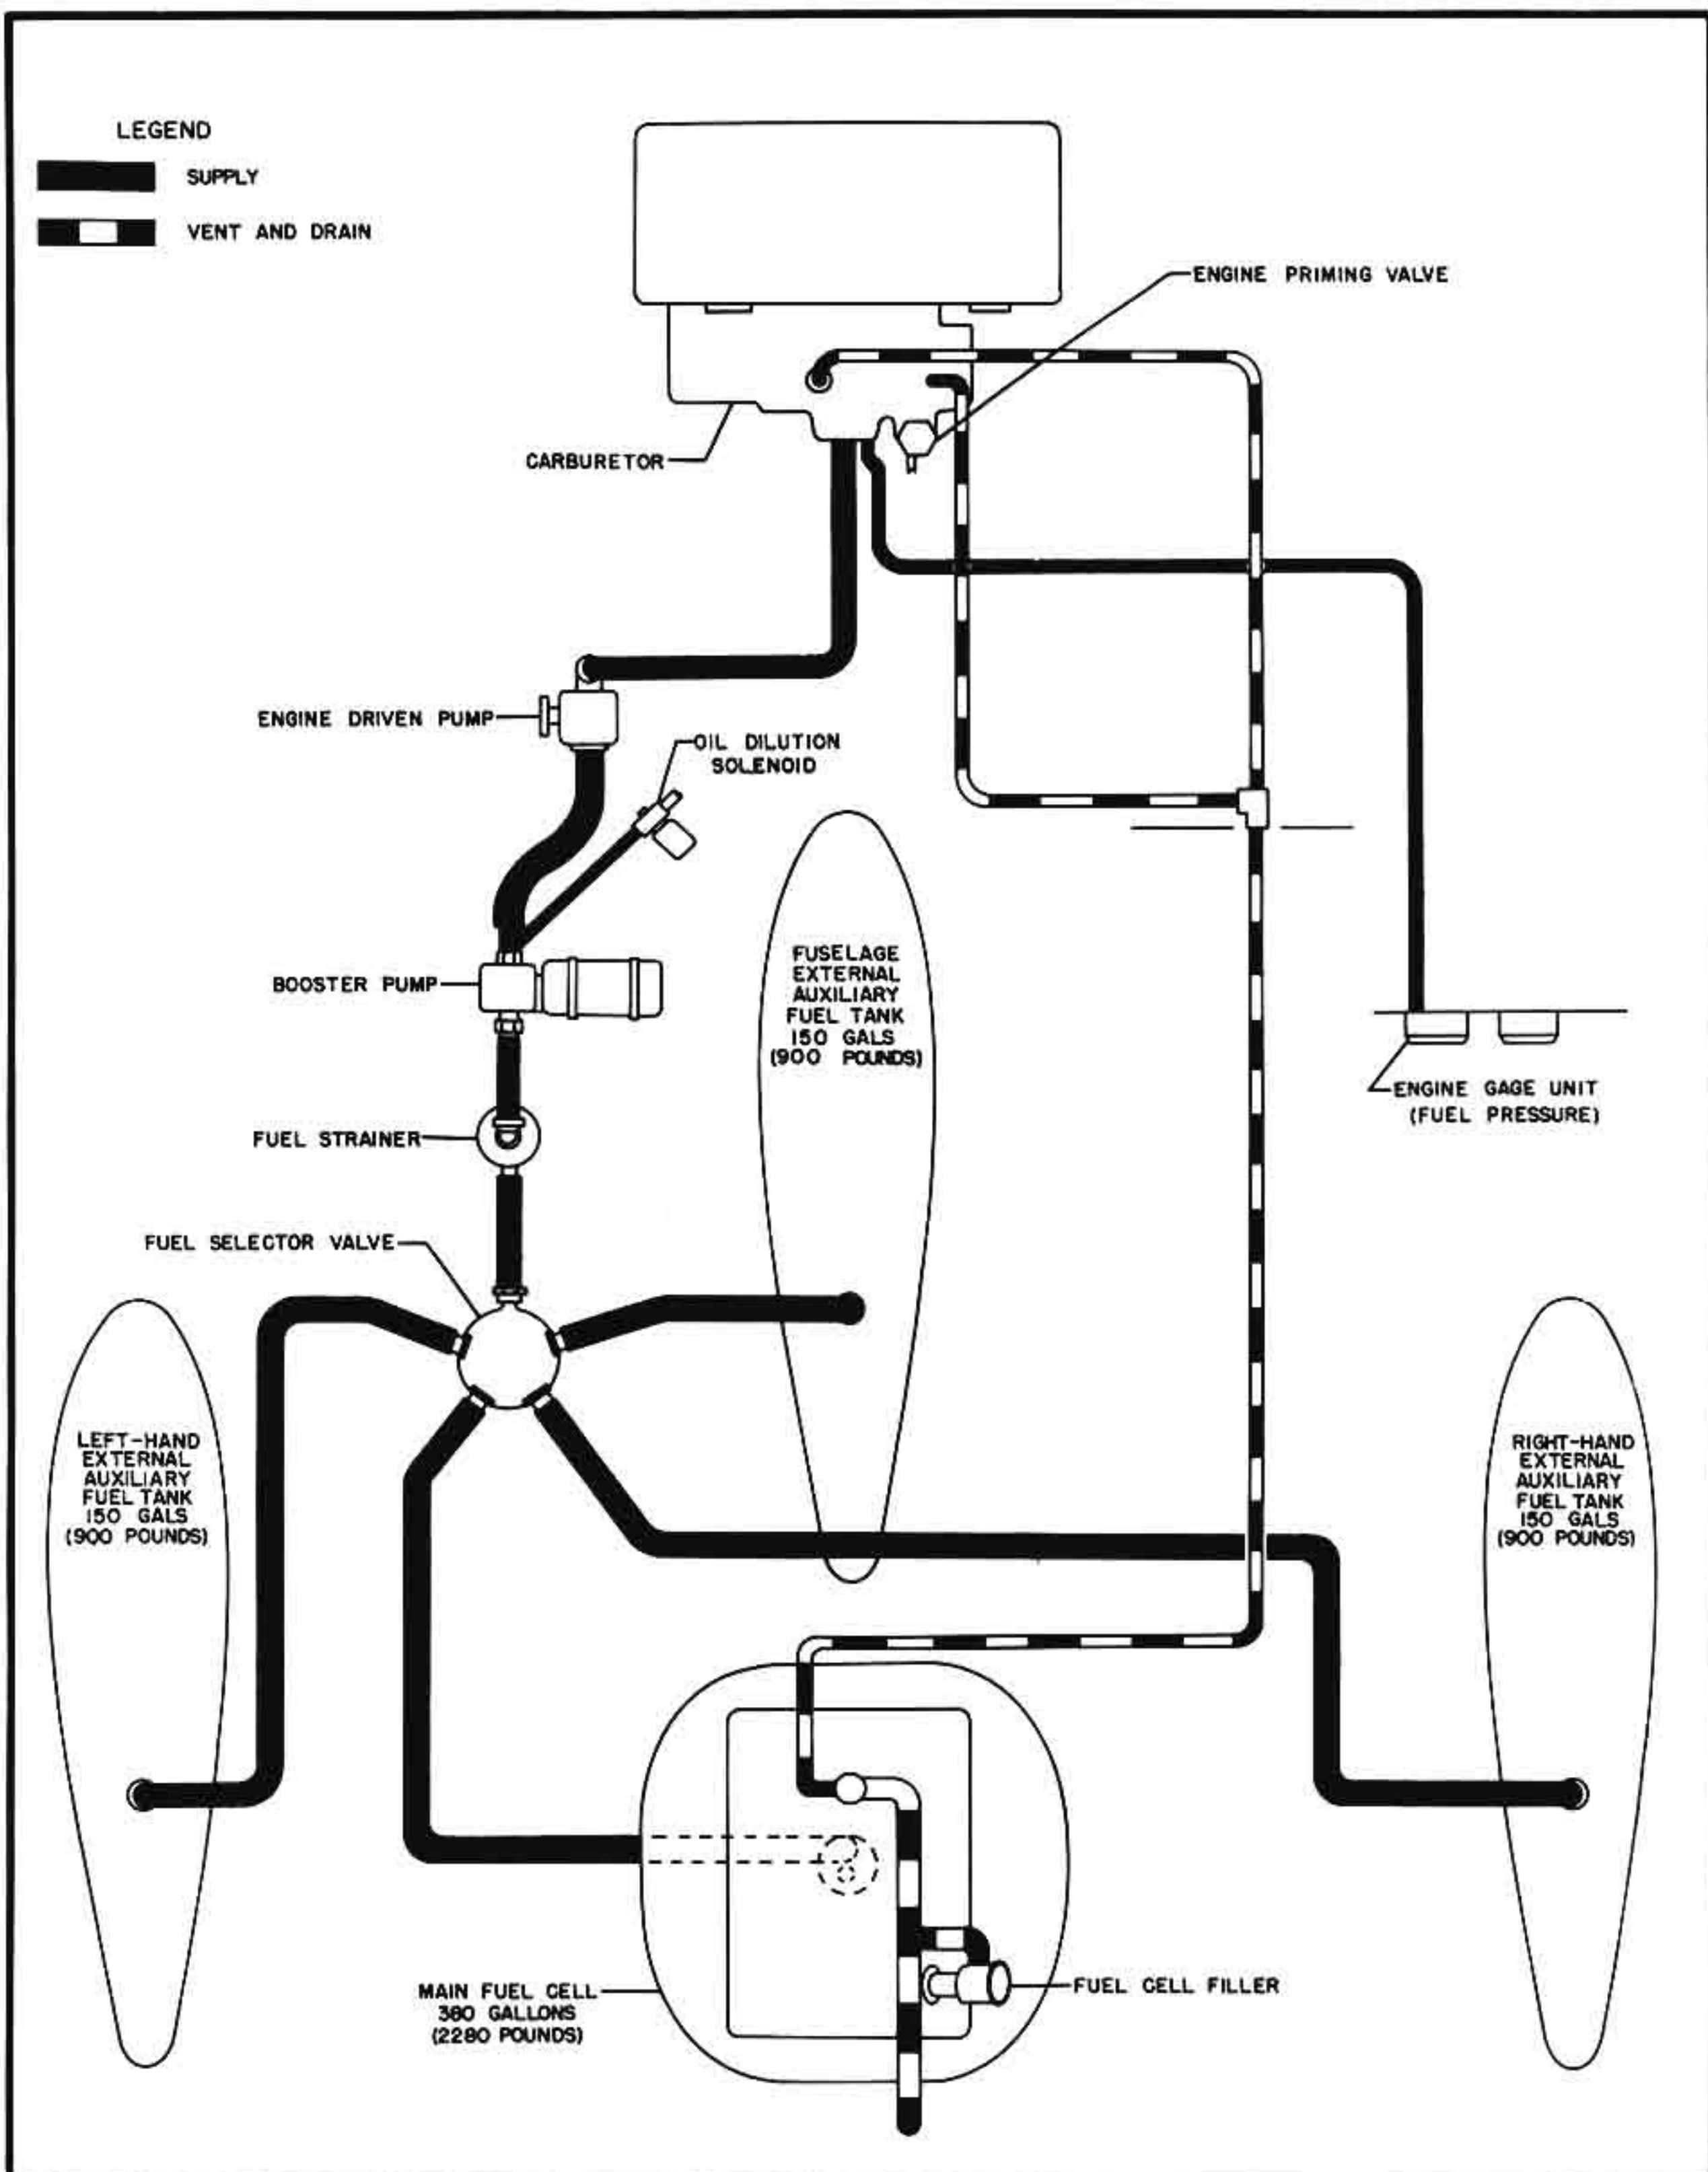 LEGEND
SUPPLY
VENT AND DRAIN
ENGINE PRIMING VALVE
CARBURETOR
ENGINE DRIVEN PUMP
OIL DILUTION
SOLENOID
BOOSTER PUMP
FUSELAGE
EXTERNAL
AUXILIARY
FUEL TANK
150 GALS
(900 POUNDS)
ENGINE GAGE UNIT
(FUEL PRESSURE)
FUEL STRAINER
FUEL SELECTOR VALVE
LEFT-HAND
EXTERNAL
AUXILIARY
FUEL TANK
150 GALS
(900 POUNDS)
RIGHT-HAND
EXTERNAL
AUXILIARY
FUEL TANK
150 GALS
(900 POUNDS)
MAIN FUEL CELL
380 GALLONS
(2280 POUNDS)
FUEL CELL FILLER